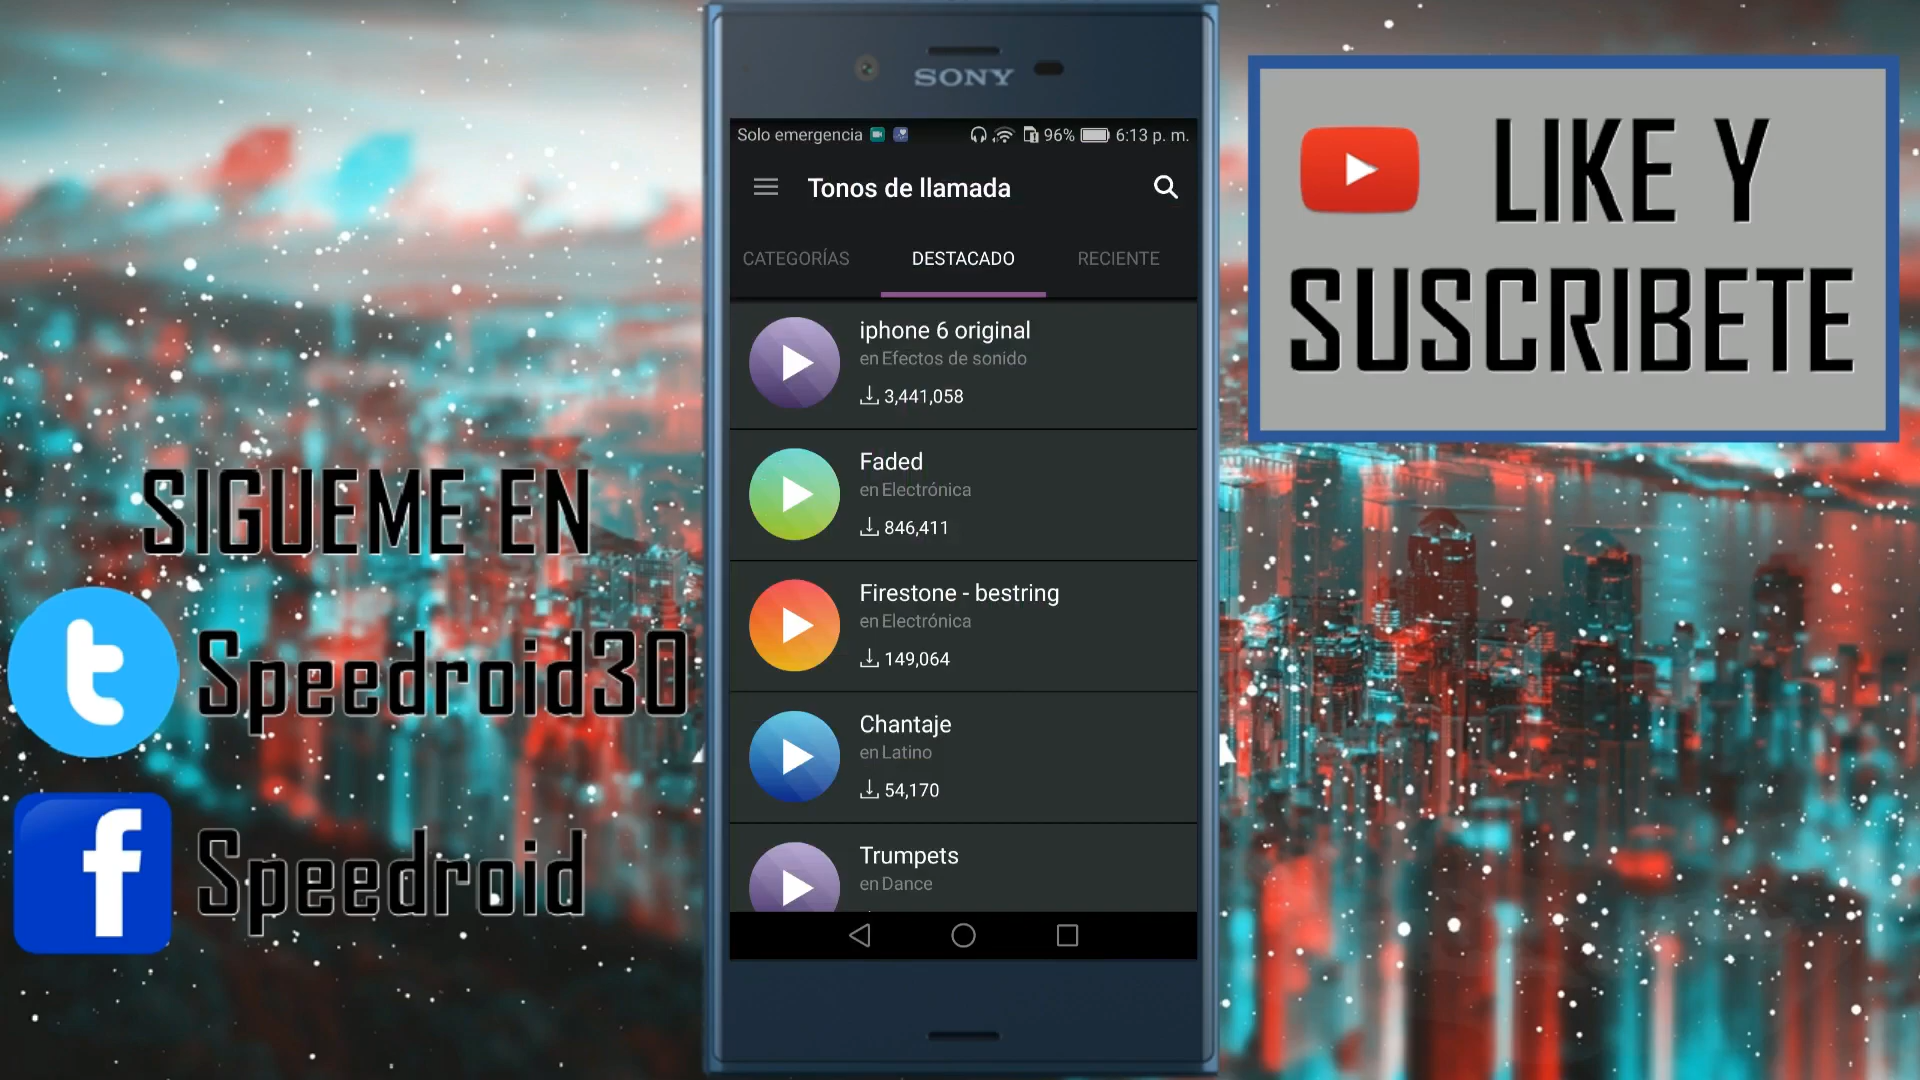 SIGUEME EN
Speedroid30
Speedroid
SONY
Solo emergencia 96% 6:13 p. m.
Tonos de llamada
CATEGORÍAS DESTACADO RECIENTE
iphone 6 original
en Efectos de sonido
3,441,058
Faded
en Electrónica
846,411
Firestone - bestring
en Electrónica
149,064
Chantaje
en Latino
54,170
Trumpets
en Dance
LIKE Y
SUSCRIBETE